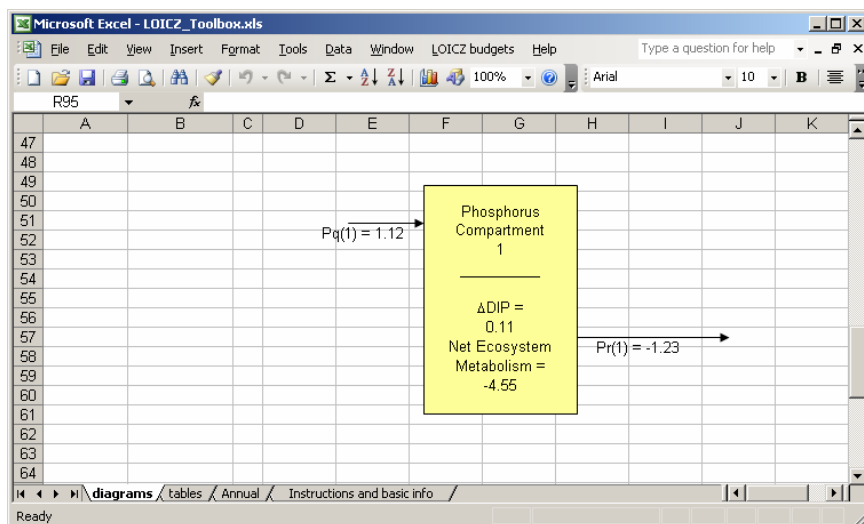 Microsoft Excel - LOICZ_Toolbox.xls
File Edit View Insert Format Tools Data Window LOICZ budgets Help Type a question for help
100% Arial 10 B
R95 fx
A B C D E F G H I J K
47
48
49
50
51
52
53
54
55
56
57
58
59
60
61
62
63
64
Phosphorus
Compartment
1
Pq(1) = 1.12
ΔDIP =
0.11
Net Ecosystem
Metabolism =
-4.55
Pr(1) = -1.23
diagrams / tables / Annual / Instructions and basic info /
Ready